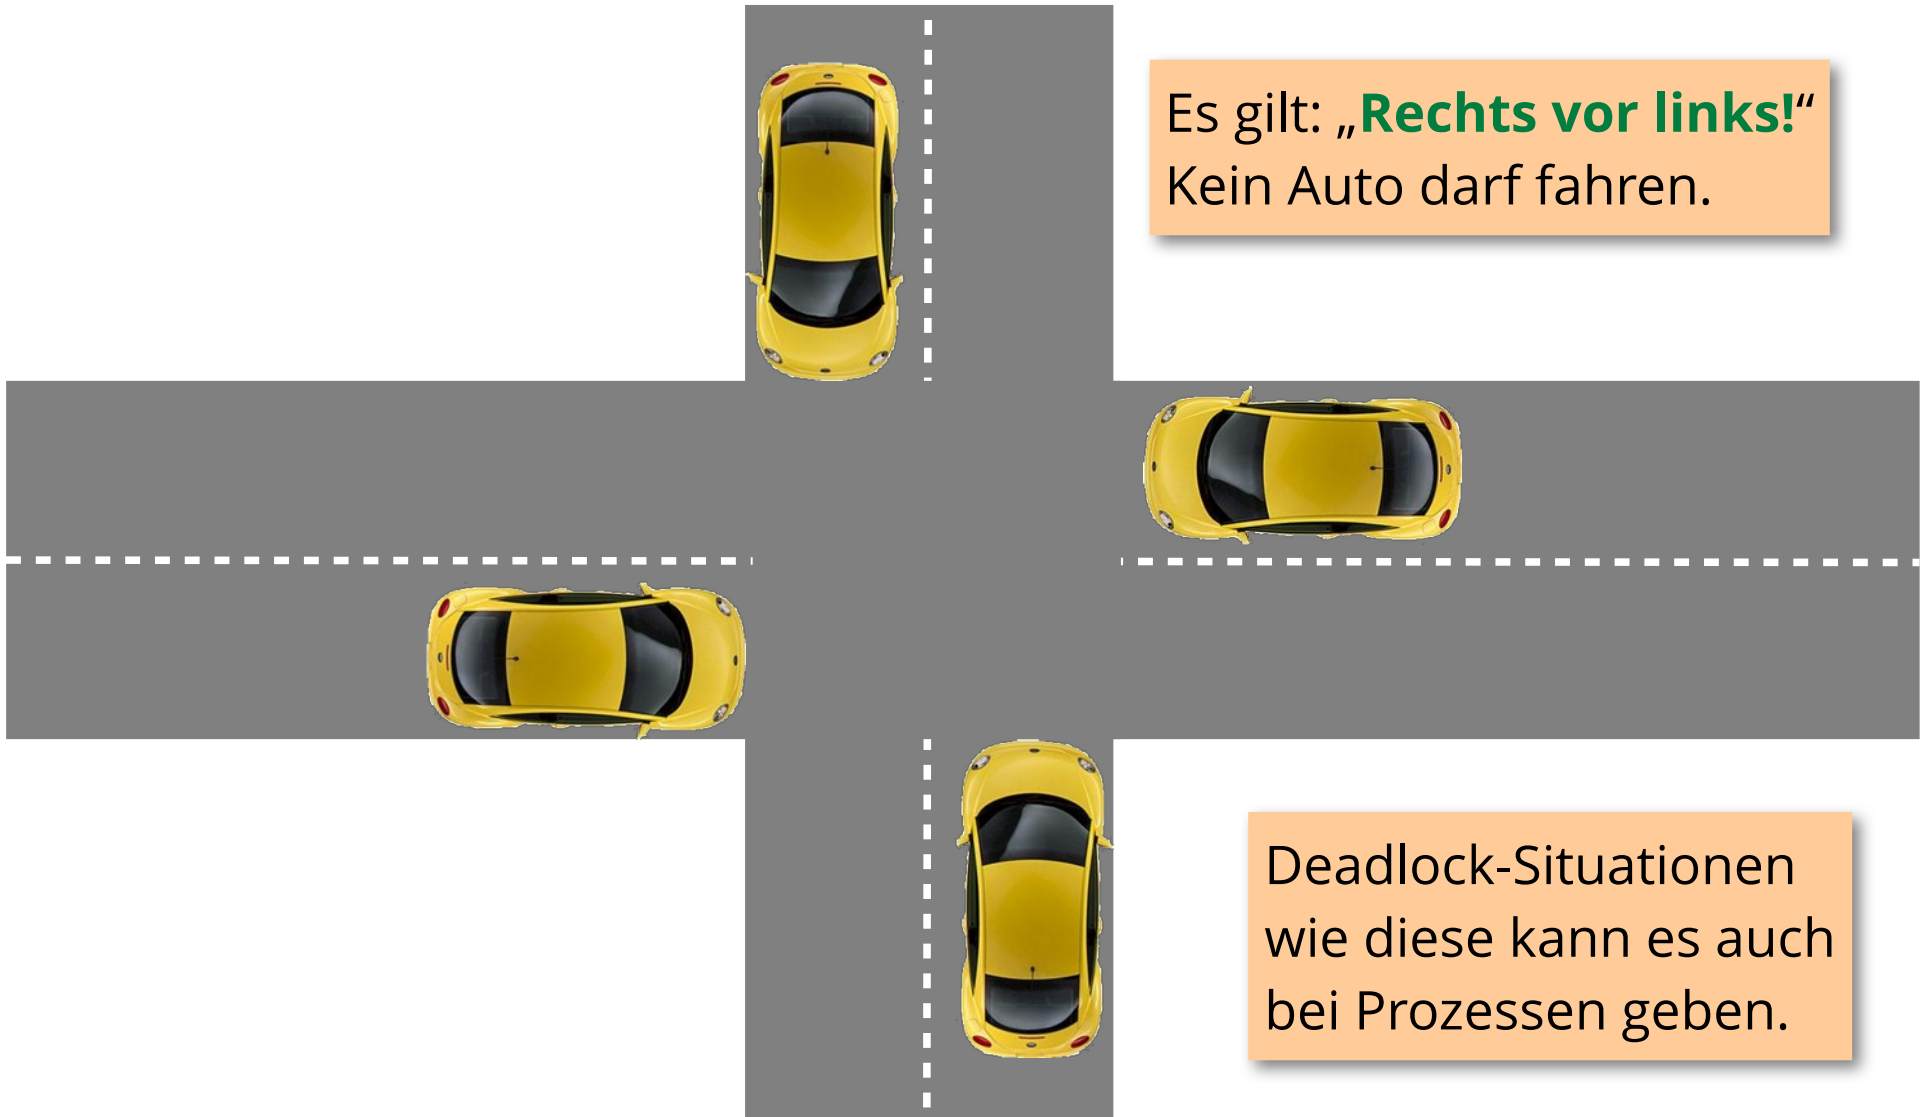 Es gilt: „Rechts vor links!“
Kein Auto darf fahren.
Deadlock-Situationen
wie diese kann es auch
bei Prozessen geben.